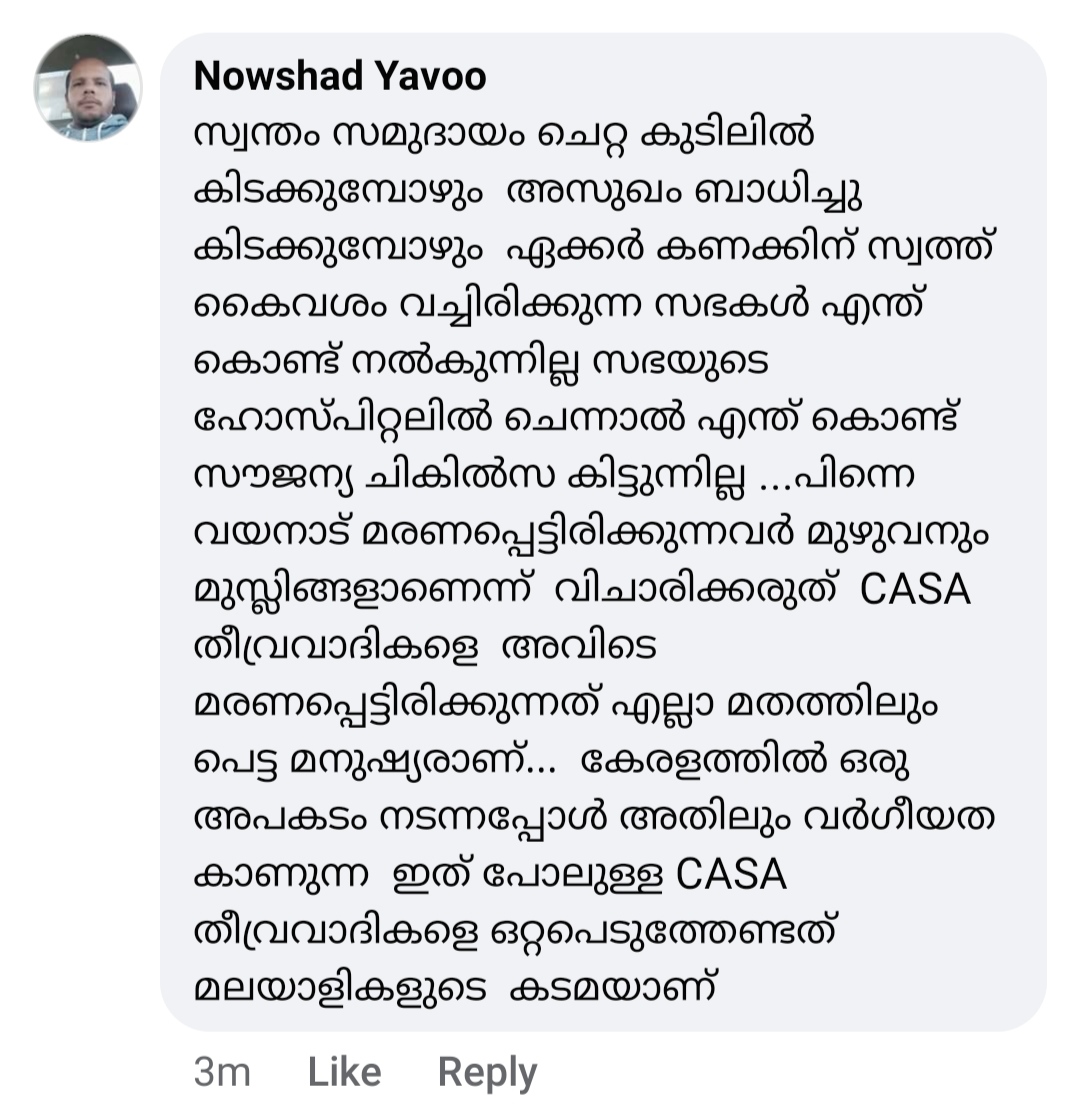 Nowshad Yavoo
സ്വന്തം സമുദായം ചെറ്റ കുടിലിൽ
കിടക്കുമ്പോഴും അസുഖം ബാധിച്ചു
കിടക്കുമ്പോഴും ഏക്കർ കണക്കിന് സ്വത്ത്
കൈവശം വച്ചിരിക്കുന്ന സഭകൾ എന്ത്
കൊണ്ട് നൽകുന്നില്ല സഭയുടെ
ഹോസ്പിറ്റലിൽ ചെന്നാൽ എന്ത് കൊണ്ട്
സൗജന്യ ചികിൽസ കിട്ടുന്നില്ല ...പിന്നെ
വയനാട് മരണപ്പെട്ടിരിക്കുന്നവർ മുഴുവനും
മുസ്ലിങ്ങളാണെന്ന് വിചാരിക്കരുത് CASA
തീവ്രവാദികളെ അവിടെ
മരണപ്പെട്ടിരിക്കുന്നത് എല്ലാ മതത്തിലും
പെട്ട മനുഷ്യരാണ്... കേരളത്തിൽ ഒരു
അപകടം നടന്നപ്പോൾ അതിലും വർഗീയത
കാണുന്ന ഇത് പോലുള്ള CASA
തീവ്രവാദികളെ ഒറ്റപെടുത്തേണ്ടത്
മലയാളികളുടെ കടമയാണ്
3m Like Reply